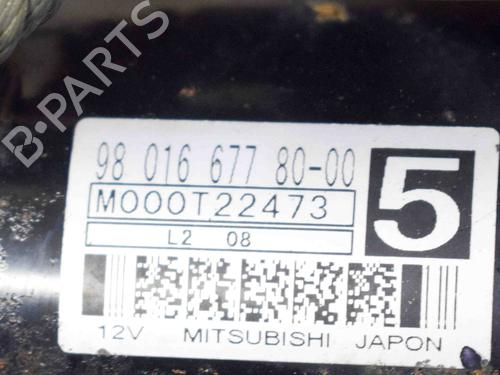 B-PARTS
98 016 677 80-00
M000T22473
5
L2 08
12V MITSUBISHI JAPON